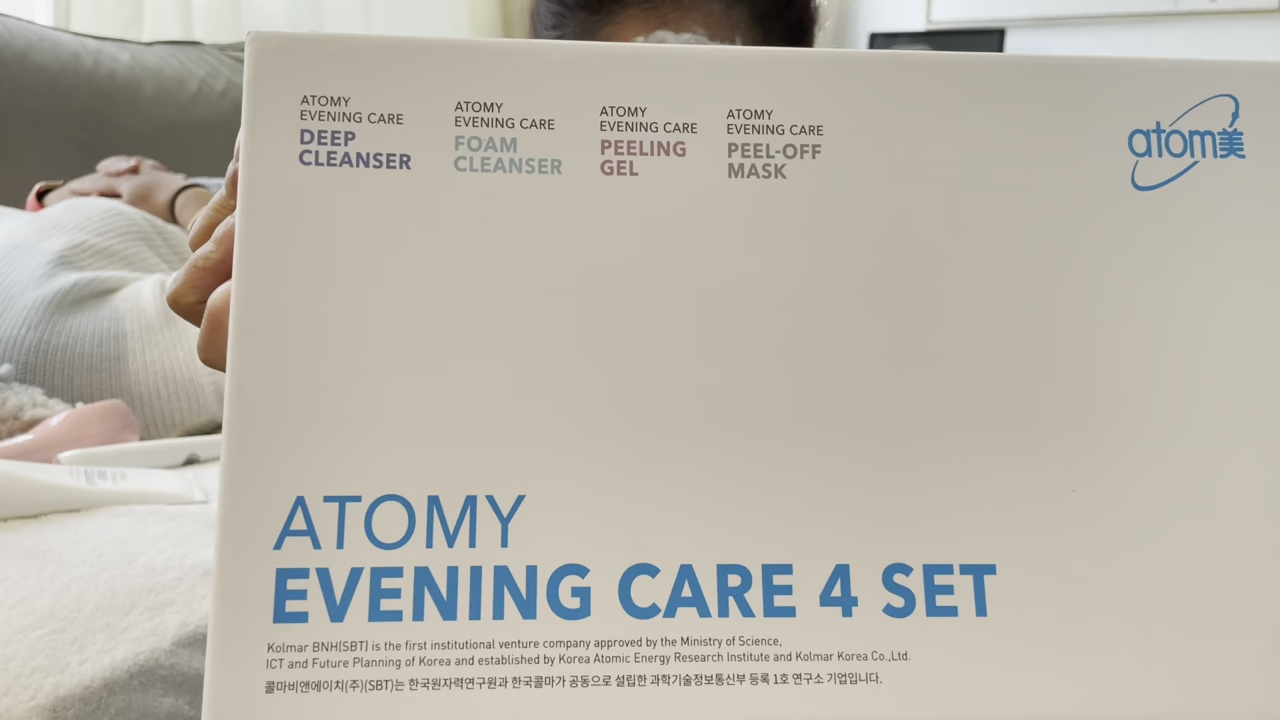 ATOMY
EVENING CARE
DEEP
CLEANSER
ATOMY
EVENING CARE
FOAM
CLEANSER
ATOMY
EVENING CARE
PEELING
GEL
ATOMY
EVENING CARE
PEEL-OFF
MASK
atom美
ATOMY
EVENING CARE 4 SET
Kolmar BNH(SBT) is the first institutional venture company approved by the Ministry of Science,
ICT and Future Planning of Korea and established by Korea Atomic Energy Research Institute and Kolmar Korea Co.,Ltd.
콜마비앤에이치(주)(SBT)는 한국원자력연구원과 한국콜마가 공동으로 설립한 과학기술정보통신부 등록 1호 연구소 기업입니다.